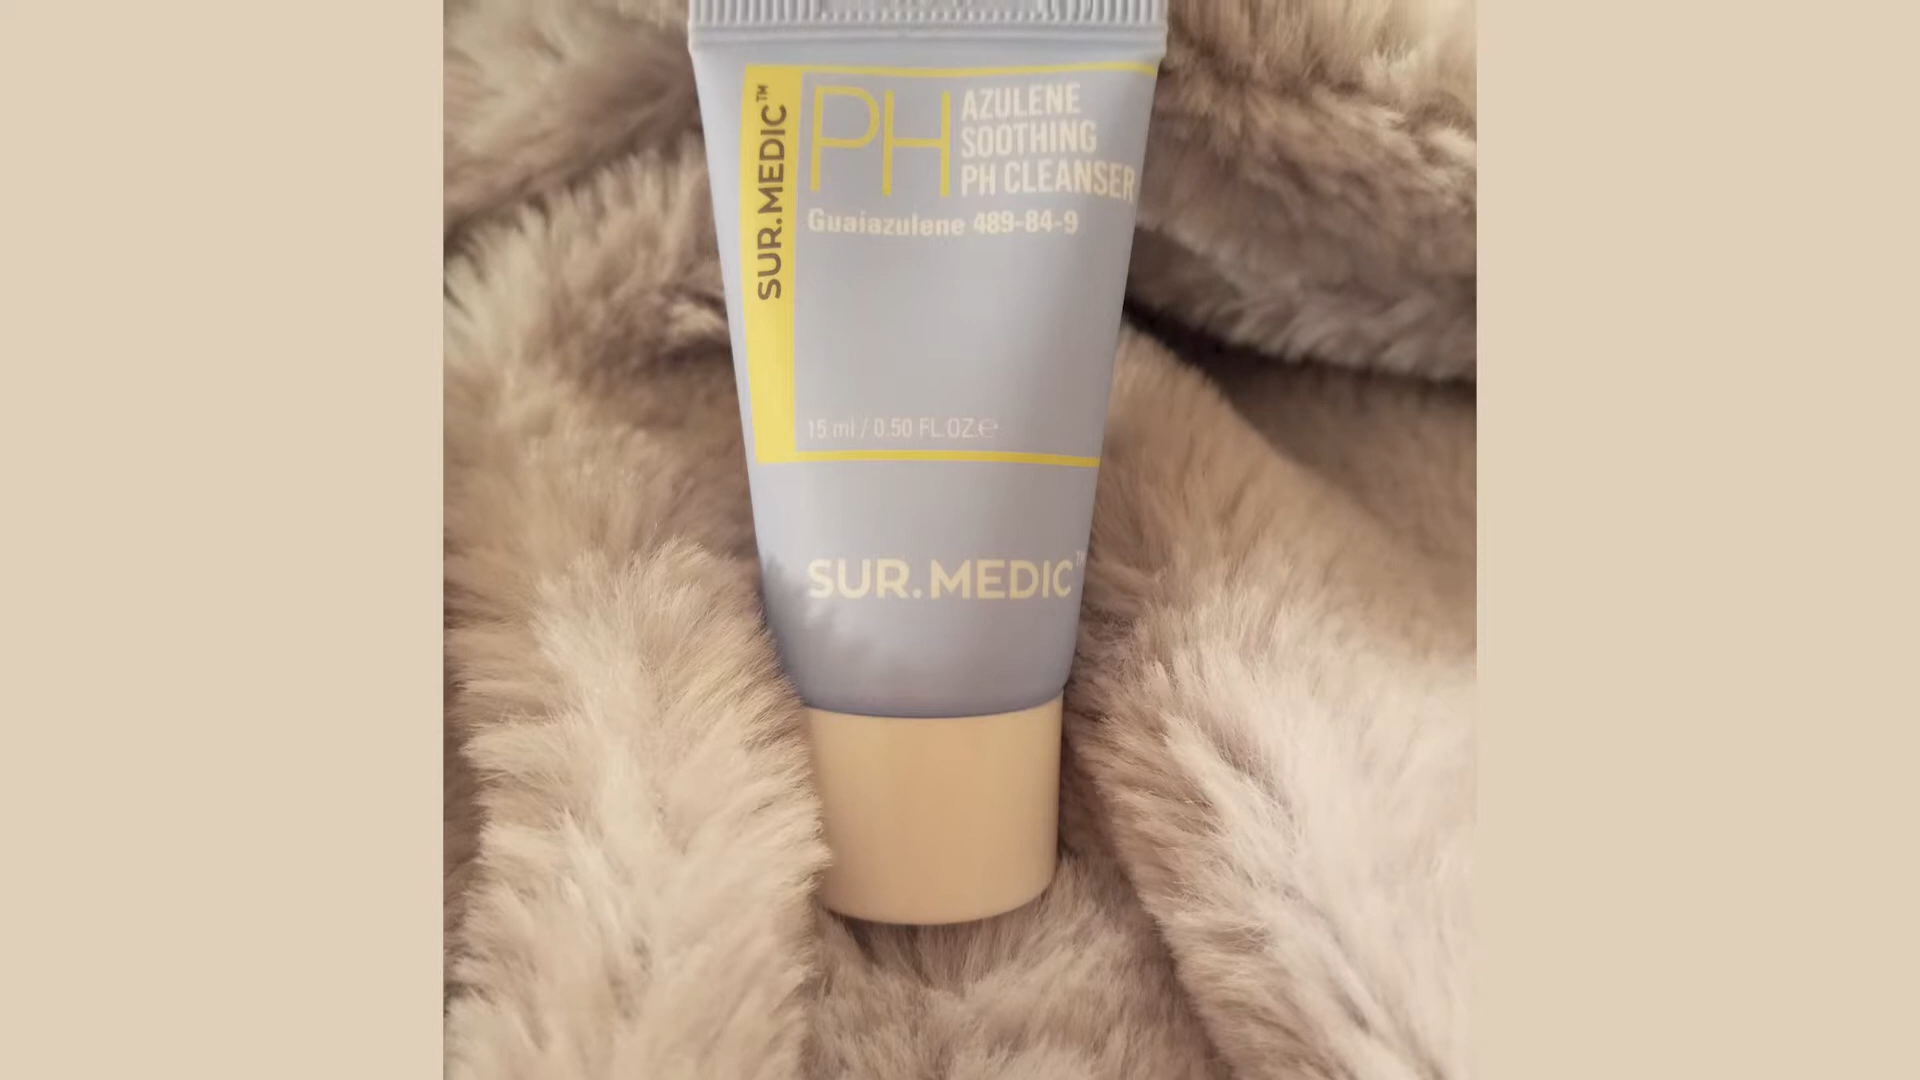 SUR.MEDIC™
PH
AZULENE
SOOTHING
PH CLEANSER
Guaiazulene 489-84-9
15 ml / 0.50 FL.OZ.℮
SUR.MEDIC™